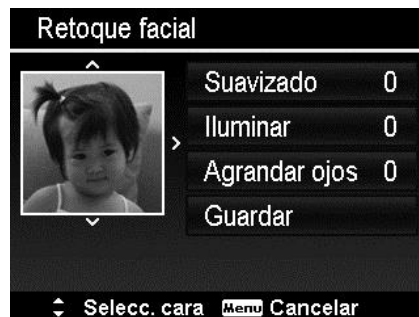 Retoque facial
Suavizado 0
Iluminar 0
Agrandar ojos 0
Guardar
Selecc. cara Menu Cancelar